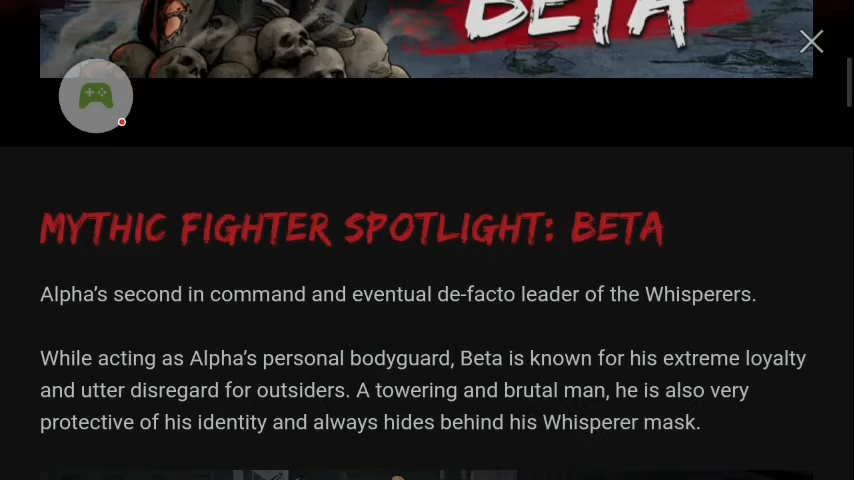 BETA
MYTHIC FIGHTER SPOTLIGHT: BETA
Alpha’s second in command and eventual de-facto leader of the Whisperers.
While acting as Alpha’s personal bodyguard, Beta is known for his extreme loyalty
and utter disregard for outsiders. A towering and brutal man, he is also very
protective of his identity and always hides behind his Whisperer mask.